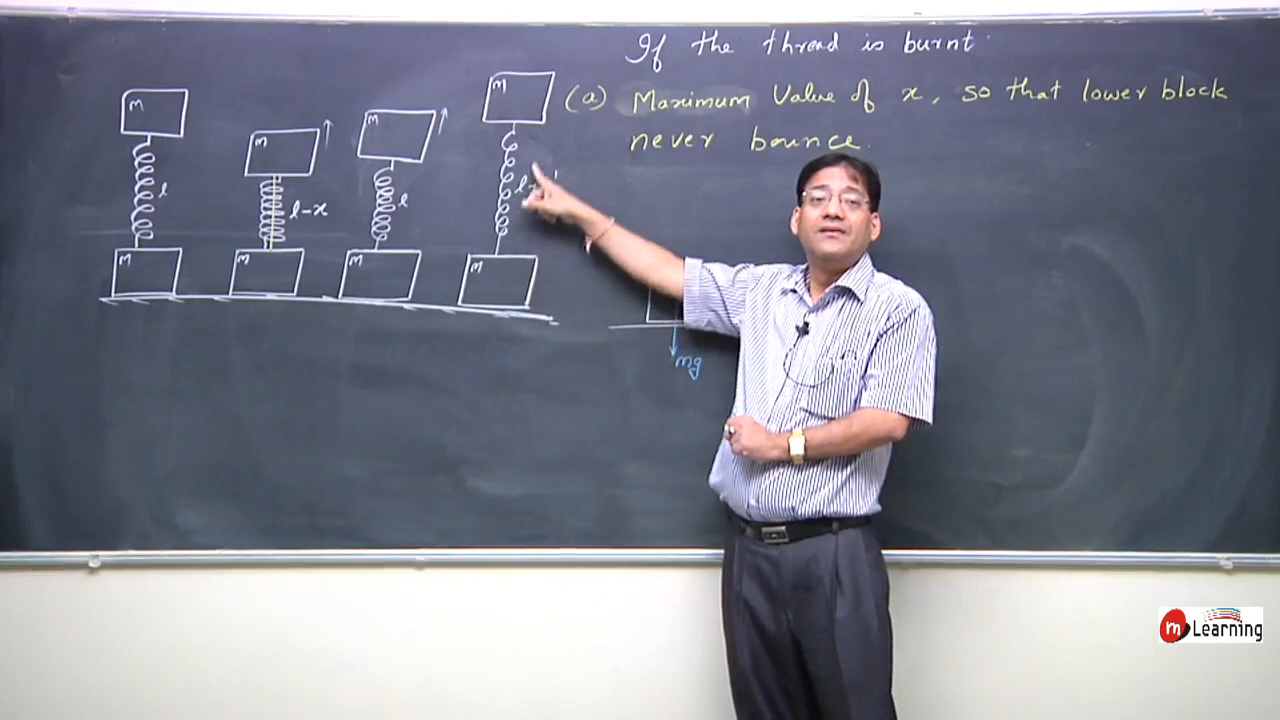 If the thread is burnt
(a) Maximum Value of x, so that lower block
never bounce.
m
m
m
m
l
l-x
l
m
m
m
m
mg
m Learning